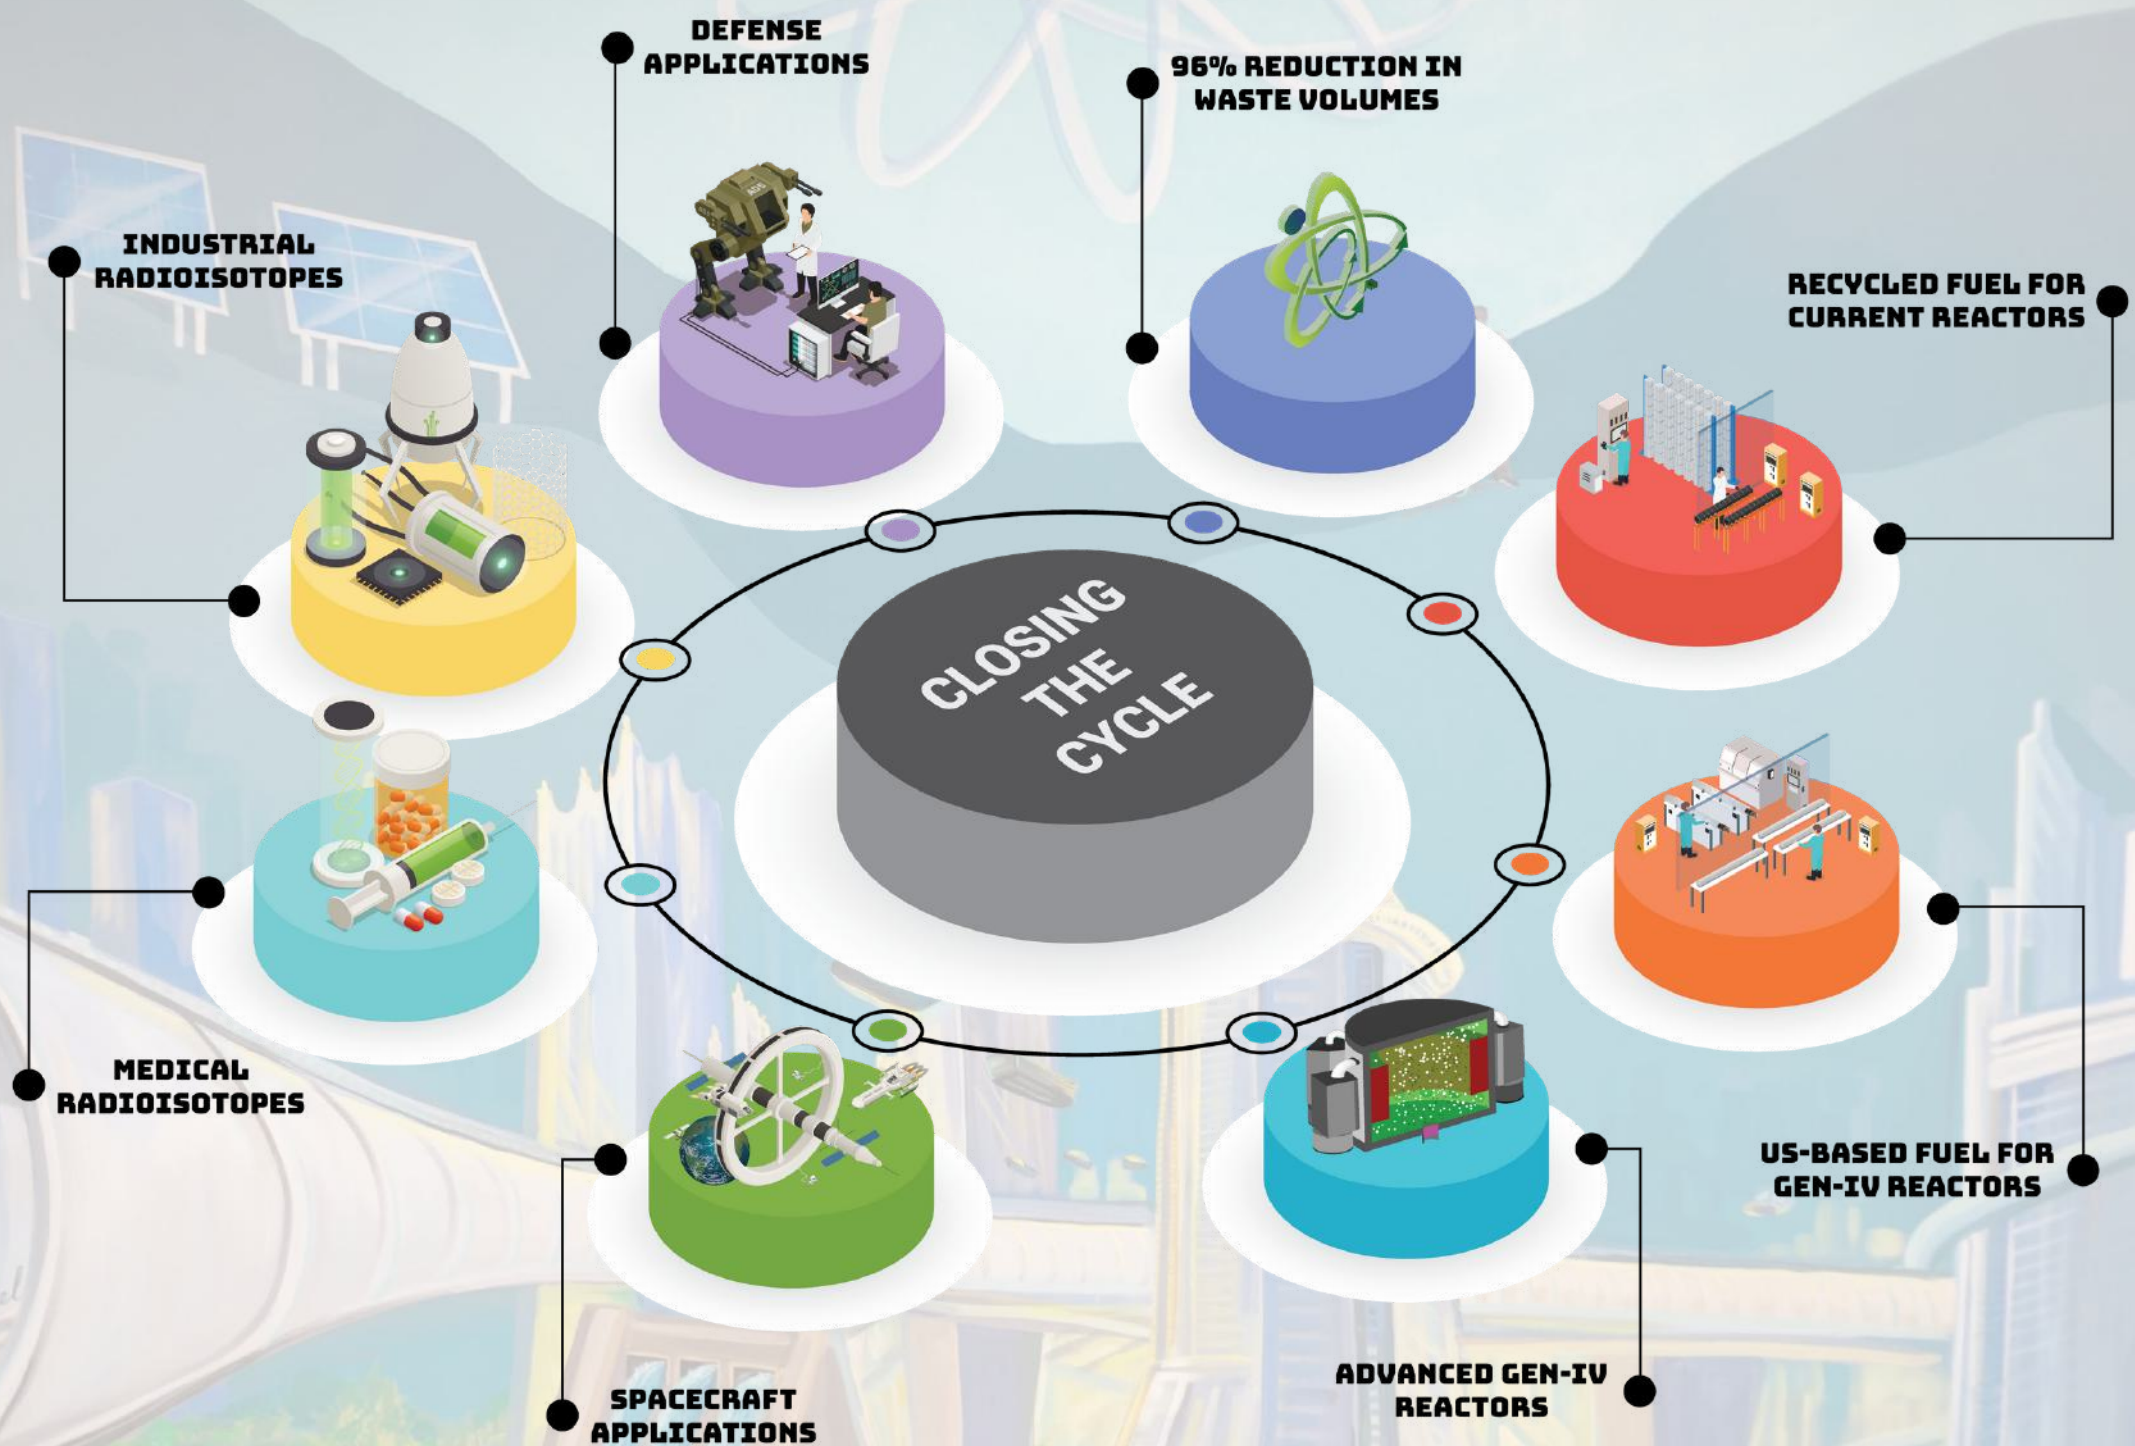 DEFENSE
APPLICATIONS
96% REDUCTION IN
WASTE VOLUMES
INDUSTRIAL
RADIOISOTOPES
RECYCLED FUEL FOR
CURRENT REACTORS
ADS
CLOSING
THE
CYCLE
MEDICAL
RADIOISOTOPES
US-BASED FUEL FOR
GEN-IV REACTORS
SPACECRAFT
APPLICATIONS
ADVANCED GEN-IV
REACTORS